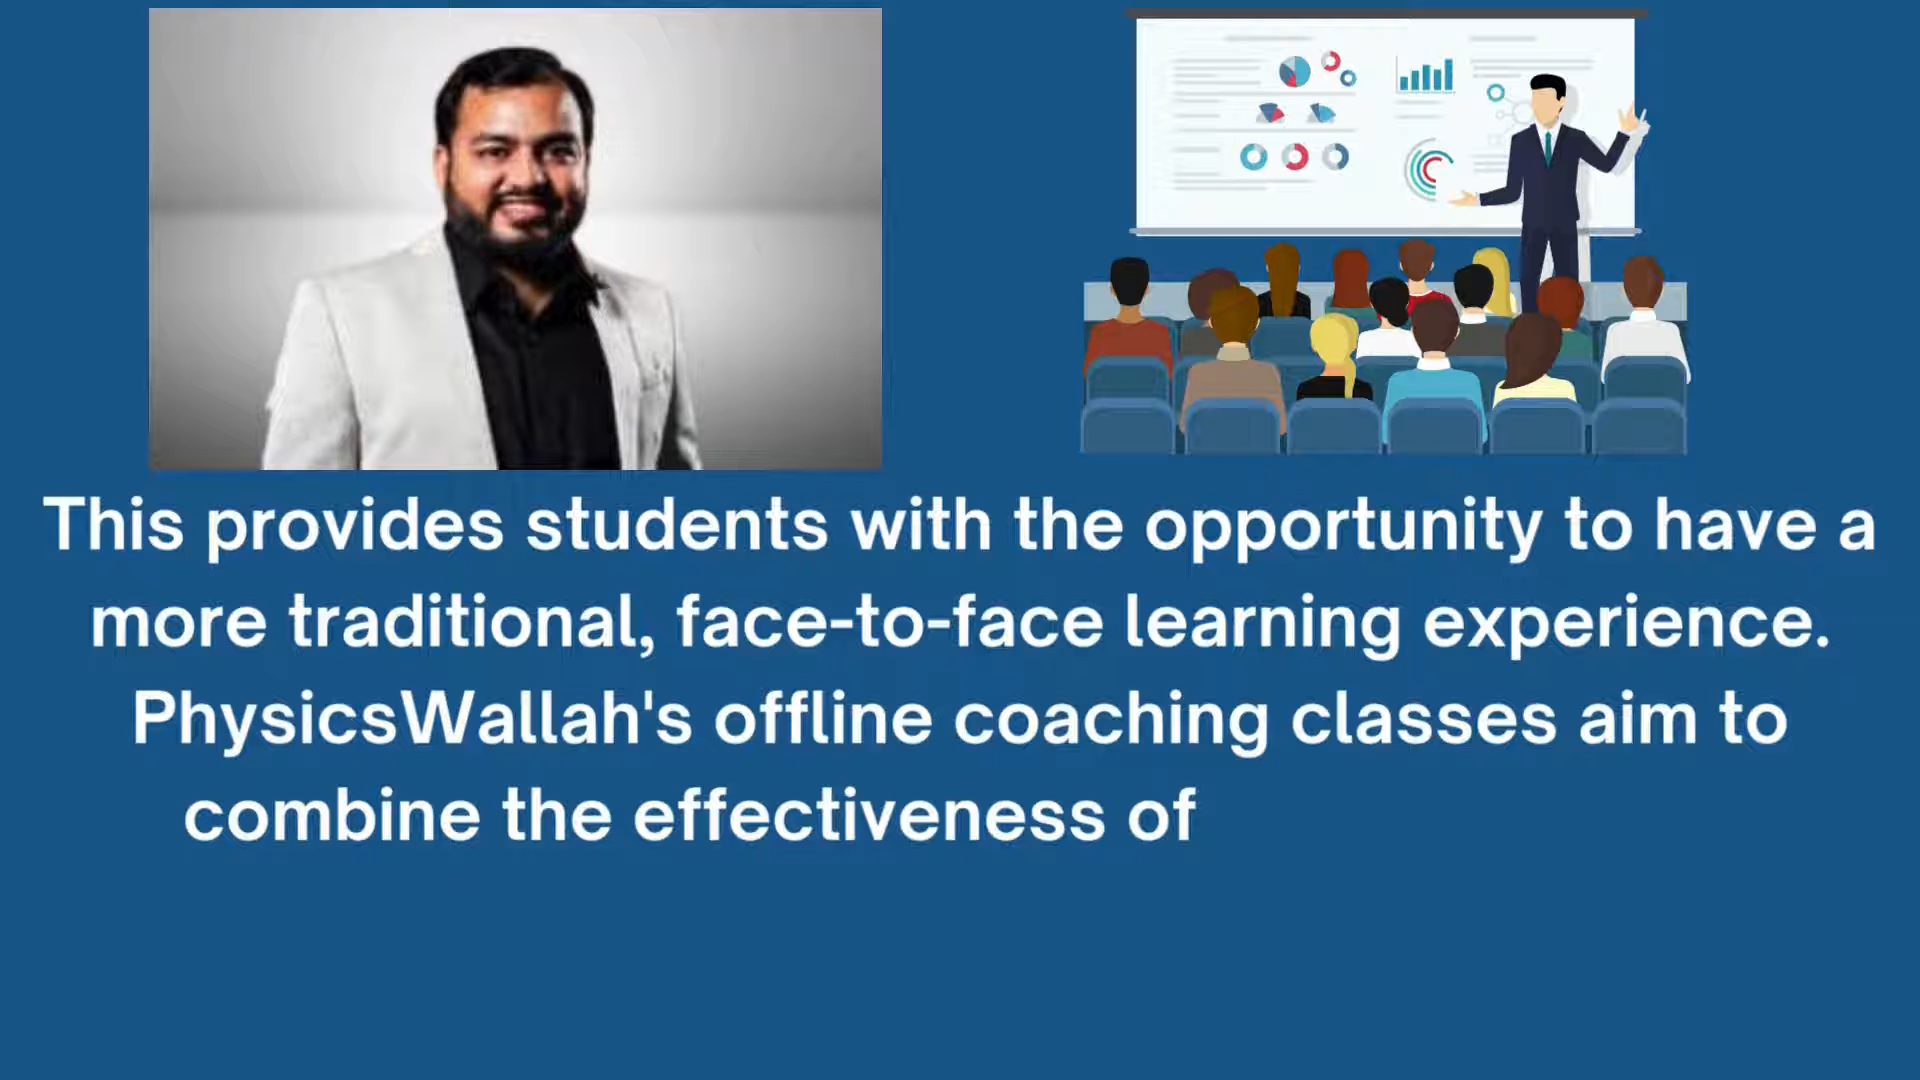 This provides students with the opportunity to have a
more traditional, face-to-face learning experience.
PhysicsWallah's offline coaching classes aim to
combine the effectiveness of